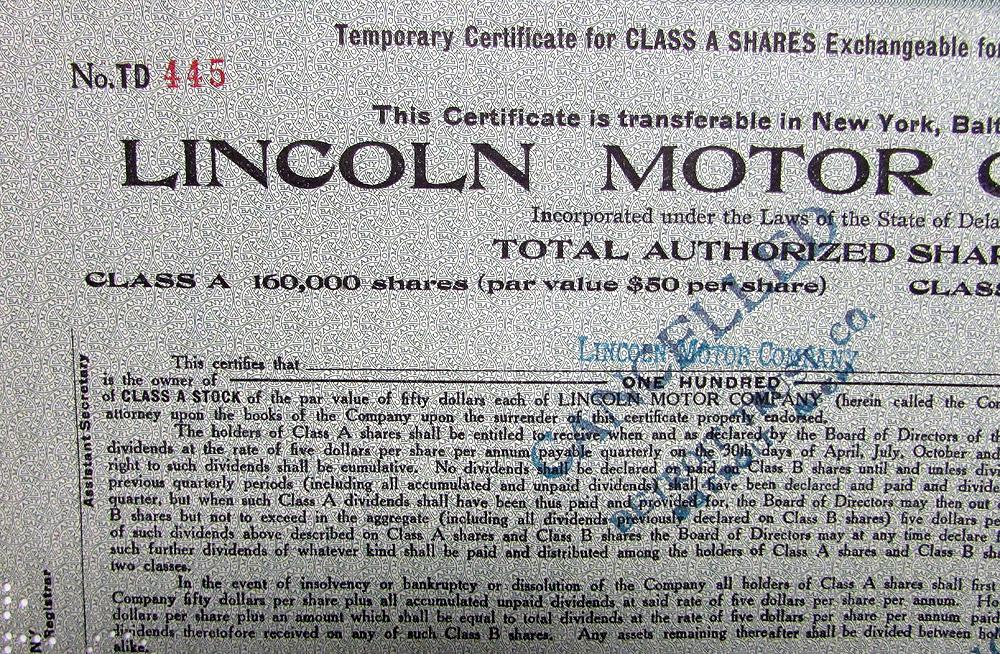 Temporary Certificate for CLASS A SHARES Exchangeable for
No. TD 445
This Certificate is transferable in New York, Balt
LINCOLN MOTOR C
Incorporated under the Laws of the State of Dela
TOTAL AUTHORIZED SHAR
CLASS A 160,000 shares (par value $50 per share) CLASS
CANCELLED
LINCOLN MOTOR COMPANY
This certifies that
is the owner of ONE HUNDRED
of CLASS A STOCK of the par value of fifty dollars each of LINCOLN MOTOR COMPANY (herein called the Com
attorney upon the books of the Company upon the surrender of this certificate properly endorsed.
The holders of Class A shares shall be entitled to receive when and as declared by the Board of Directors of th
dividends at the rate of five dollars per share per annum payable quarterly on the 30th days of April, July, October and
right to such dividends shall be cumulative. No dividends shall be declared or paid on Class B shares until and unless divi
previous quarterly periods (including all accumulated and unpaid dividends) shall have been declared and paid and divide
quarter, but when such Class A dividends shall have been thus paid and provided for, the Board of Directors may then out o
B shares but not to exceed in the aggregate (including all dividends previously declared on Class B shares) five dollars pe
of such dividends above described on Class A shares and Class B shares the Board of Directors may at any time declare f
such further dividends of whatever kind shall be paid and distributed among the holders of Class A shares and Class B sha
two classes.
In the event of insolvency or bankruptcy or dissolution of the Company all holders of Class A shares shall first
Company fifty dollars per share plus all accumulated unpaid dividends at said rate of five dollars per share per annum. Ho
dollars per share plus an amount which shall be equal to total dividends at the rate of five dollars per share per annum paid
dividends theretofore received on any of such Class B shares. Any assets remaining thereafter shall be divided between hol
alike.
Assistant Secretary
NY
Registrar